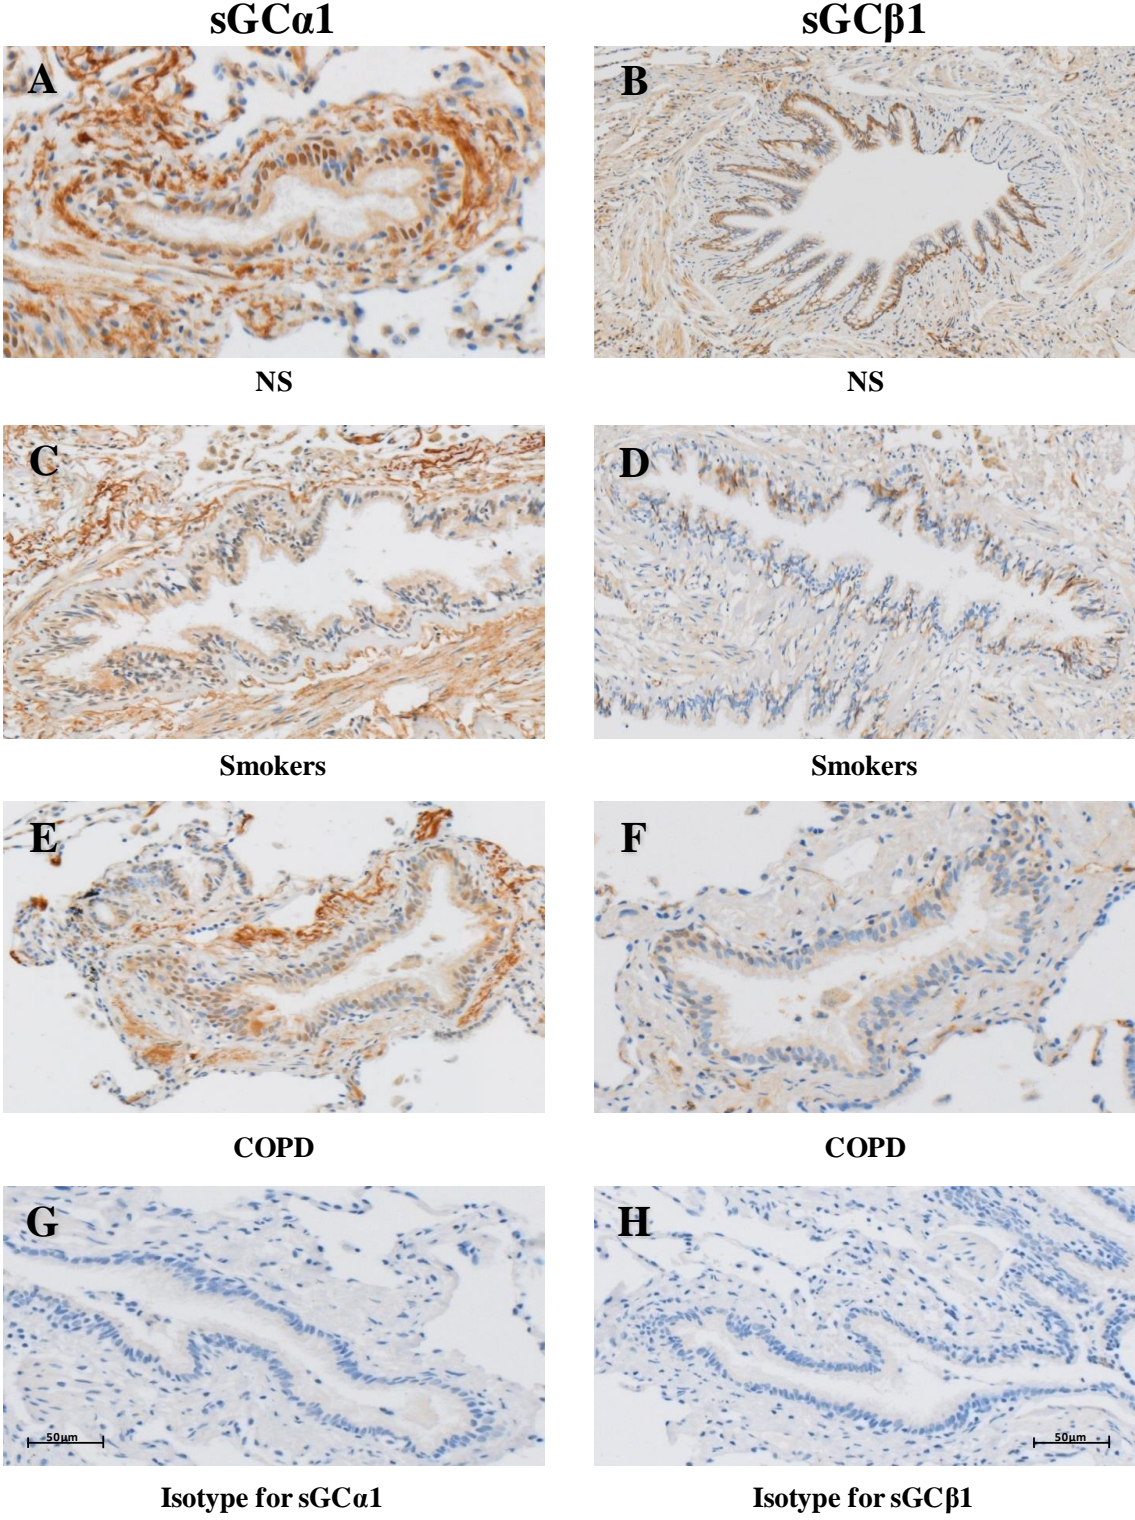 sGCα1
sGCβ1
A
B
NS
NS
C
D
Smokers
Smokers
E
F
COPD
COPD
G
H
50µm
50µm
Isotype for sGCα1
Isotype for sGCβ1